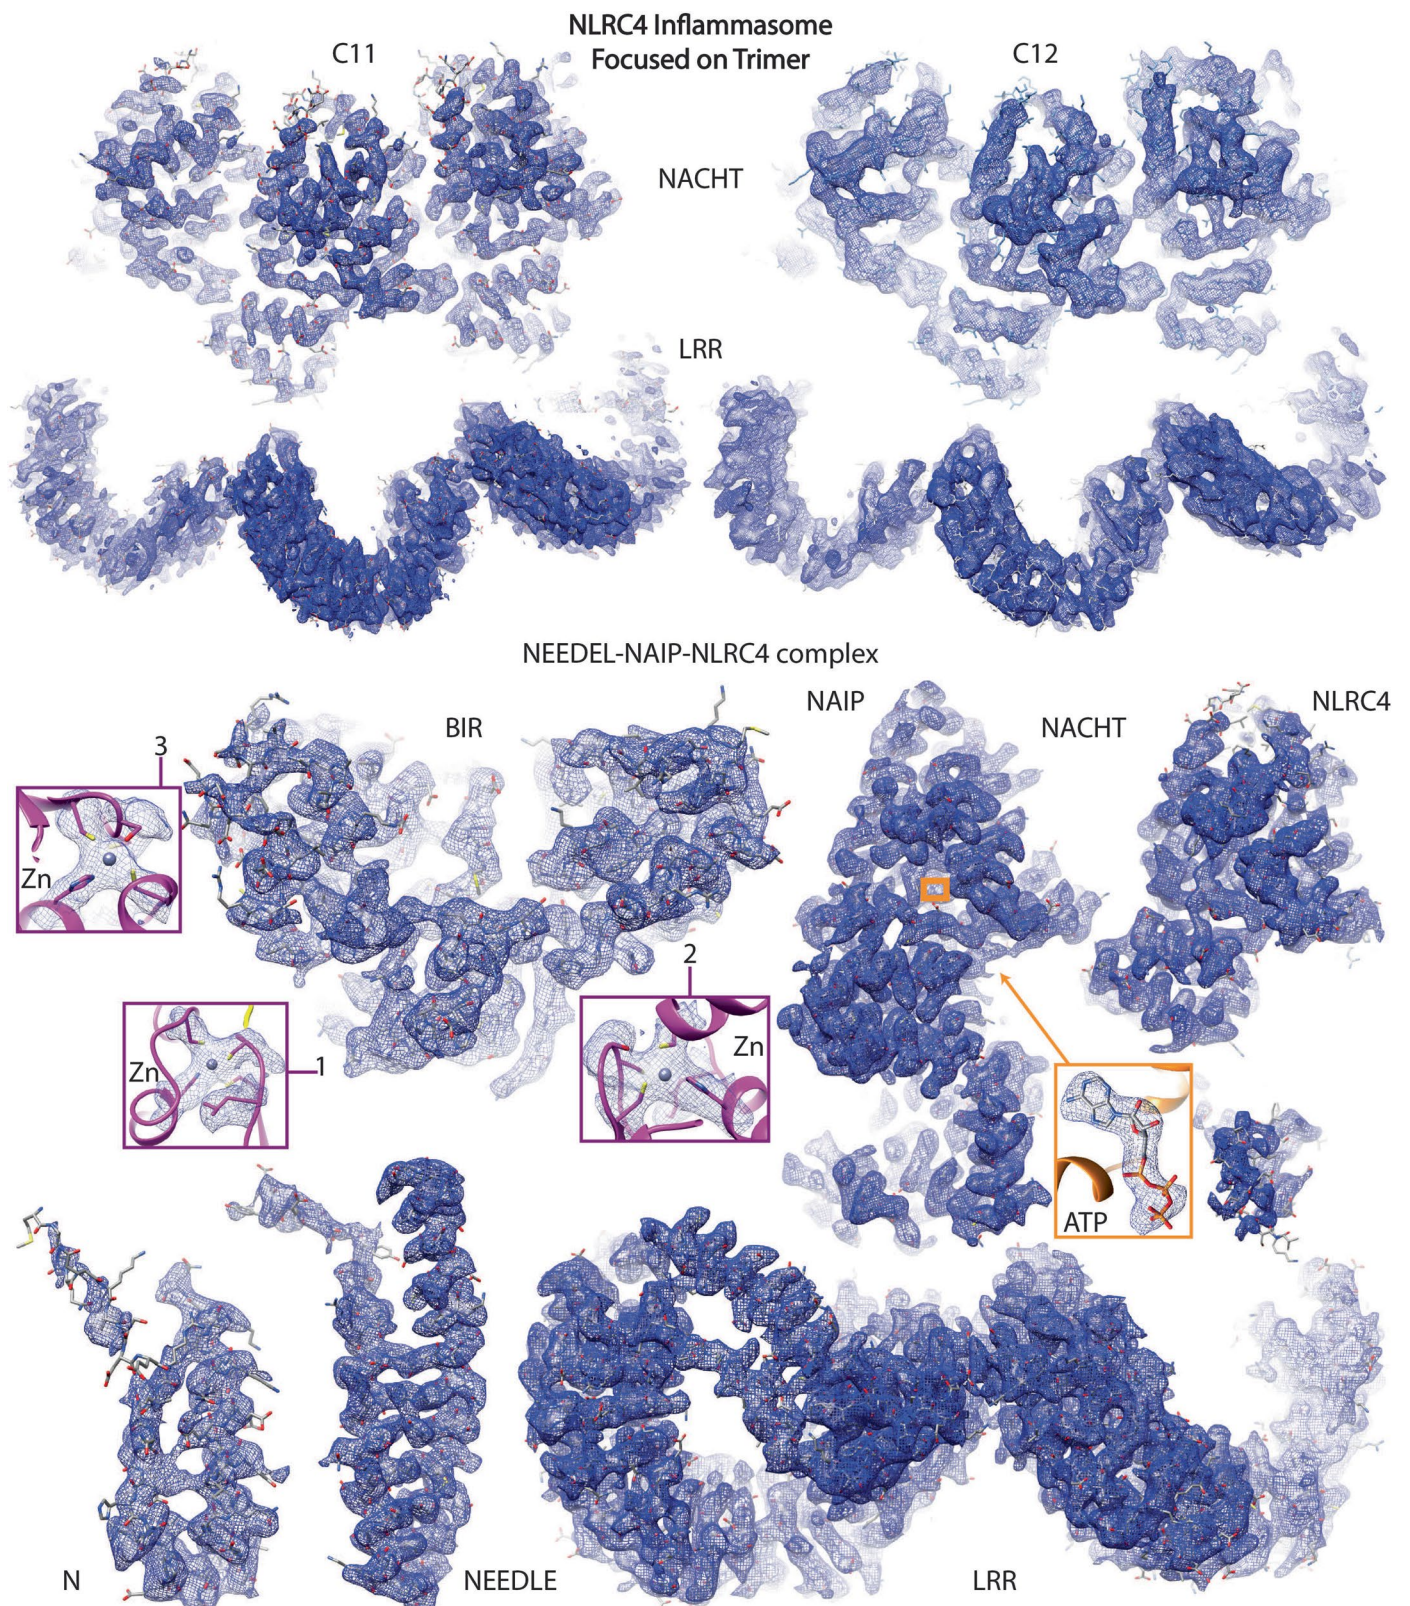 NLRC4 Inflammasome
Focused on Trimer
C11
C12
NACHT
LRR
NEEDEL-NAIP-NLRC4 complex
BIR
NAIP
NACHT
NLRC4
3
Zn
2
Zn
1
Zn
ATP
N
NEEDLE
LRR